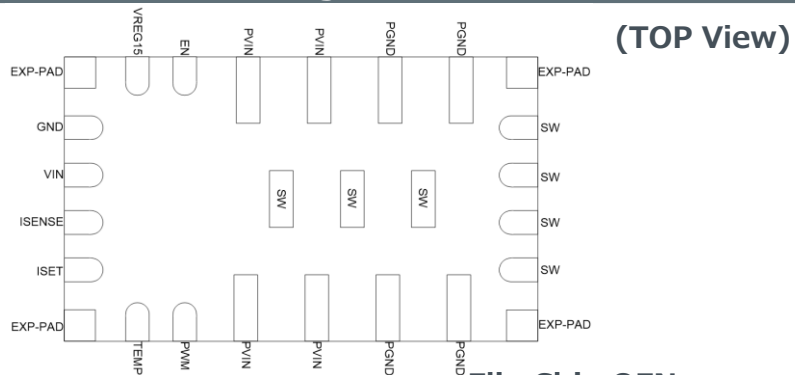 (TOP View)
VREG15
EN
PVIN
PVIN
PGND
PGND
EXP-PAD
EXP-PAD
GND
SW
VIN
SW
SW
SW
SW
ISENSE
SW
ISET
SW
EXP-PAD
EXP-PAD
TEMP
PWM
PVIN
PVIN
PGND
PGND